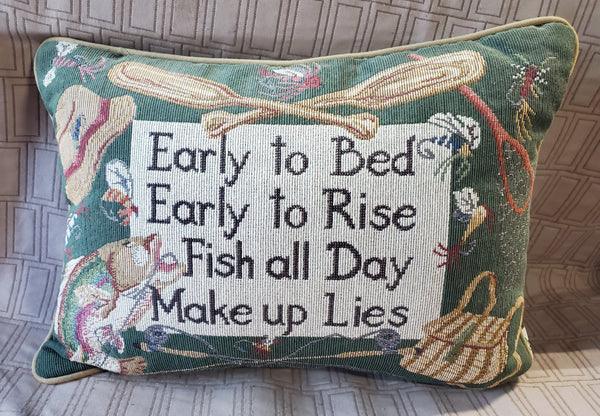 Early to Bed
Early to Rise
Fish all Day
Make up Lies